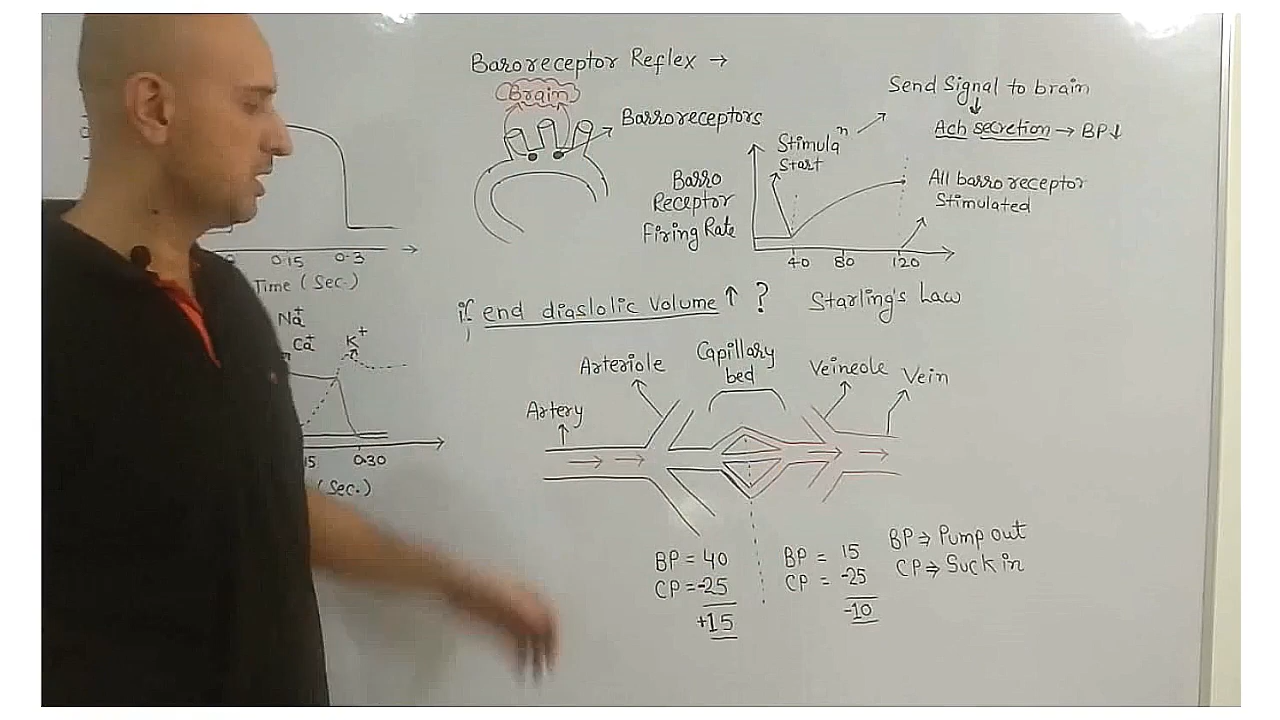 Baroreceptor Reflex →
Brain
Barroreceptors
Send Signal to brain
Ach secretion → BP↓
Stimulaⁿ
Start
Barro
Receptor
Firing Rate
All barro receptor
Stimulated
40 80 120
if end diaslolic volume ↑ ? Starling's Law
0.15 0.3
Time (Sec.)
Na⁺
Ca⁺ K⁺
15 0.30
(Sec.)
Arteriole
Capillary
bed
Veineole
Vein
Artery
BP = 40
CP = -25
+15
BP = 15
CP = -25
-10
BP ⇒ Pump out
CP ⇒ Suck in